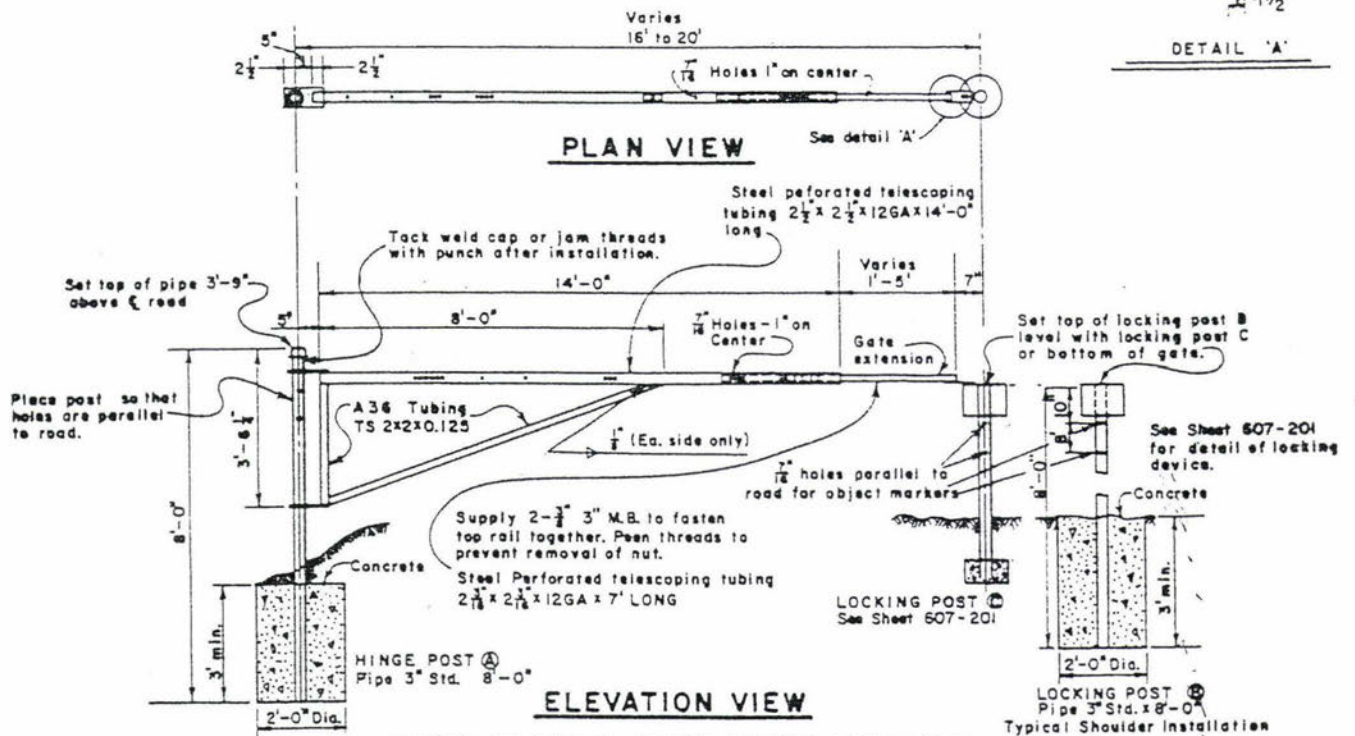 1½
DETAIL 'A'
Varies
16' to 20'
5"
2½"
2½"
7/16 Holes 1" on center
See detail 'A'
PLAN VIEW
Steel peforated telescoping
tubing 2½" x 2½" x 12GA x 14'-0"
long
Tack weld cap or jam threads
with punch after installation.
Set top of pipe 3'-9"
above ℄ road
14'-0"
Varies
1'-5'
7"
5"
8'-0"
7/16" Holes - 1" on
Center
Gate
extension
Set top of locking post B
level with locking post C
or bottom of gate.
Place post so that
holes are parallel
to road.
A36 Tubing
TS 2x2x0.125
3'-6½"
(Ea. side only)
7/16" holes parallel to
road for object markers
10"
8"
8'-0"
See Sheet 607-201
for detail of locking
device.
8'-0"
Supply 2-¾" 3" M.B. to fasten
top rail together. Peen threads to
prevent removal of nut.
Concrete
Concrete
Steel Perforated telescoping tubing
2 3/16" x 2 3/16" x 12GA x 7' LONG
LOCKING POST C
See Sheet 607-201
3' min.
3' min.
HINGE POST Ⓐ
Pipe 3" Std. 8'-0"
2'-0" Dia.
ELEVATION VIEW
2'-0" Dia.
LOCKING POST Ⓑ
Pipe 3" Std. x 8'-0"
Typical Shoulder Installation